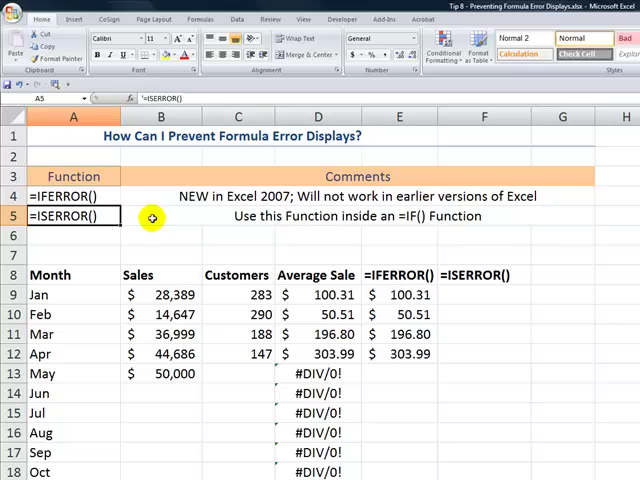 Tip 8 - Preventing Formula Error Displays.xlsx - Microsoft Excel
Home Insert CogniView Page Layout Formulas Data Review View Developer Add-Ins Acrobat
Paste Cut Copy Format Painter Clipboard
Calibri 11 Font
Wrap Text Merge & Center Alignment
General $ % , Number
Conditional Formatting Format as Table Normal 2 Normal Bad Calculation Check Cell
A5 fx '=ISERROR()
A B C D E F G H
1 How Can I Prevent Formula Error Displays?
2
3 Function Comments
4 =IFERROR() NEW in Excel 2007; Will not work in earlier versions of Excel
5 =ISERROR() Use this Function inside an =IF() Function
6
7
8 Month Sales Customers Average Sale =IFERROR() =ISERROR()
9 Jan $ 28,389 283 $ 100.31 $ 100.31
10 Feb $ 14,647 290 $ 50.51 $ 50.51
11 Mar $ 36,999 188 $ 196.80 $ 196.80
12 Apr $ 44,686 147 $ 303.99 $ 303.99
13 May $ 50,000 #DIV/0!
14 Jun #DIV/0!
15 Jul #DIV/0!
16 Aug #DIV/0!
17 Sep #DIV/0!
18 Oct #DIV/0!